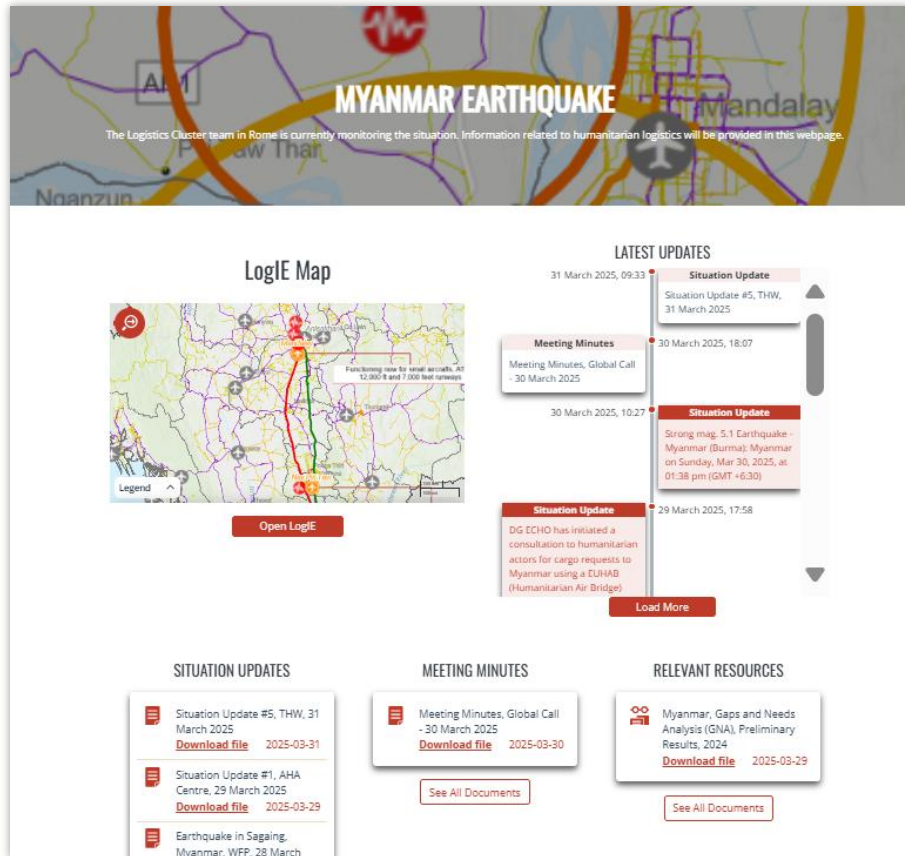 MYANMAR EARTHQUAKE
The Logistics Cluster team in Rome is currently monitoring the situation. Information related to humanitarian logistics will be provided in this webpage.
Mandalay
Thar
Nganzun
LogIE Map
Functioning now for small aircrafts, AT
12,000 ft and 7,000 feet runways
Legend
Open LogIE
LATEST UPDATES
31 March 2025, 09:33
Situation Update
Situation Update #5, THW,
31 March 2025
Meeting Minutes
Meeting Minutes, Global Call
- 30 March 2025
30 March 2025, 18:07
30 March 2025, 10:27
Situation Update
Strong mag. 5.1 Earthquake -
Myanmar (Burma): Myanmar
on Sunday, Mar 30, 2025, at
01:38 pm (GMT +6:30)
Situation Update
DG ECHO has initiated a
consultation to humanitarian
actors for cargo requests to
Myanmar using a EUHAB
(Humanitarian Air Bridge)
29 March 2025, 17:58
Load More
SITUATION UPDATES
Situation Update #5, THW, 31
March 2025
Download file 2025-03-31
Situation Update #1, AHA
Centre, 29 March 2025
Download file 2025-03-29
Earthquake in Sagaing,
Myanmar, WFP, 28 March
MEETING MINUTES
Meeting Minutes, Global Call
- 30 March 2025
Download file 2025-03-30
See All Documents
RELEVANT RESOURCES
Myanmar, Gaps and Needs
Analysis (GNA), Preliminary
Results, 2024
Download file 2025-03-29
See All Documents